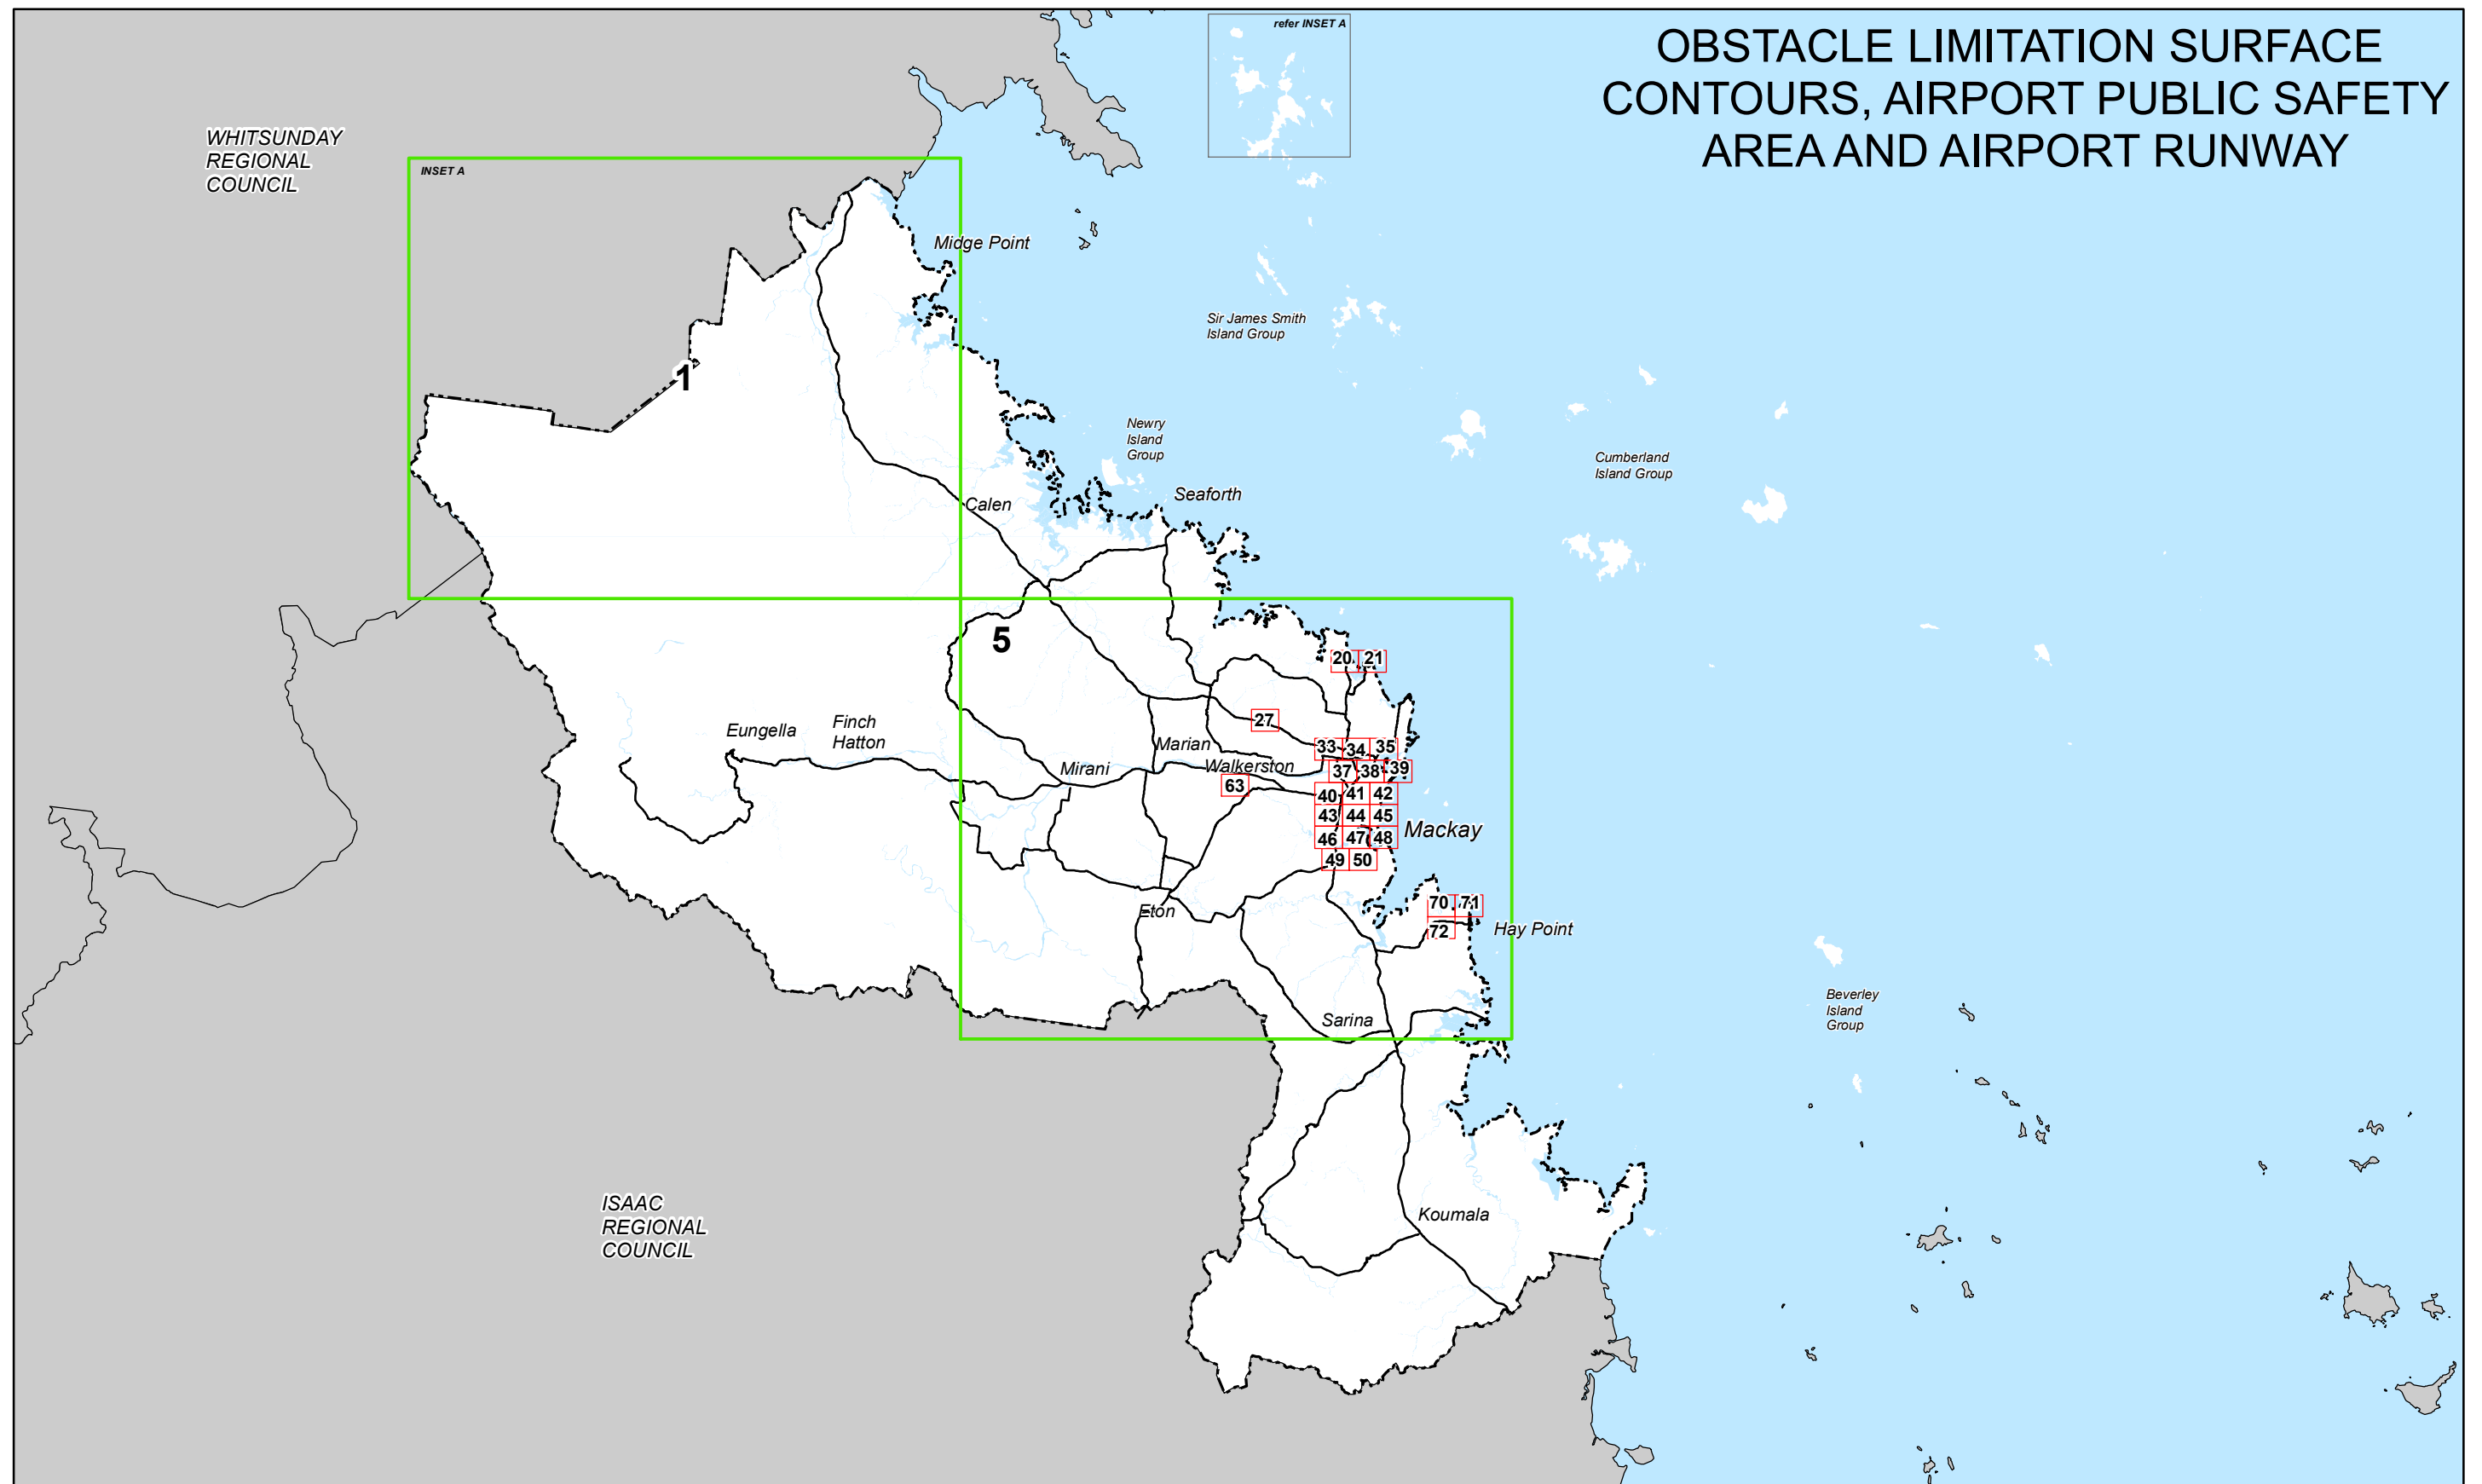 OBSTACLE LIMITATION SURFACE
CONTOURS, AIRPORT PUBLIC SAFETY
AREA AND AIRPORT RUNWAY
refer INSET A
WHITSUNDAY
REGIONAL
COUNCIL
INSET A
Midge Point
Sir James Smith
Island Group
1
Newry
Island
Group
Cumberland
Island Group
Seaforth
Calen
5
20
21
27
Eungella
Finch
Hatton
Marian
Mirani
Walkerston
33
34
35
37
38
39
63
40
41
42
43
44
45
Mackay
46
47
48
49
50
70
71
72
Eton
Hay Point
Sarina
Beverley
Island
Group
ISAAC
REGIONAL
COUNCIL
Koumala